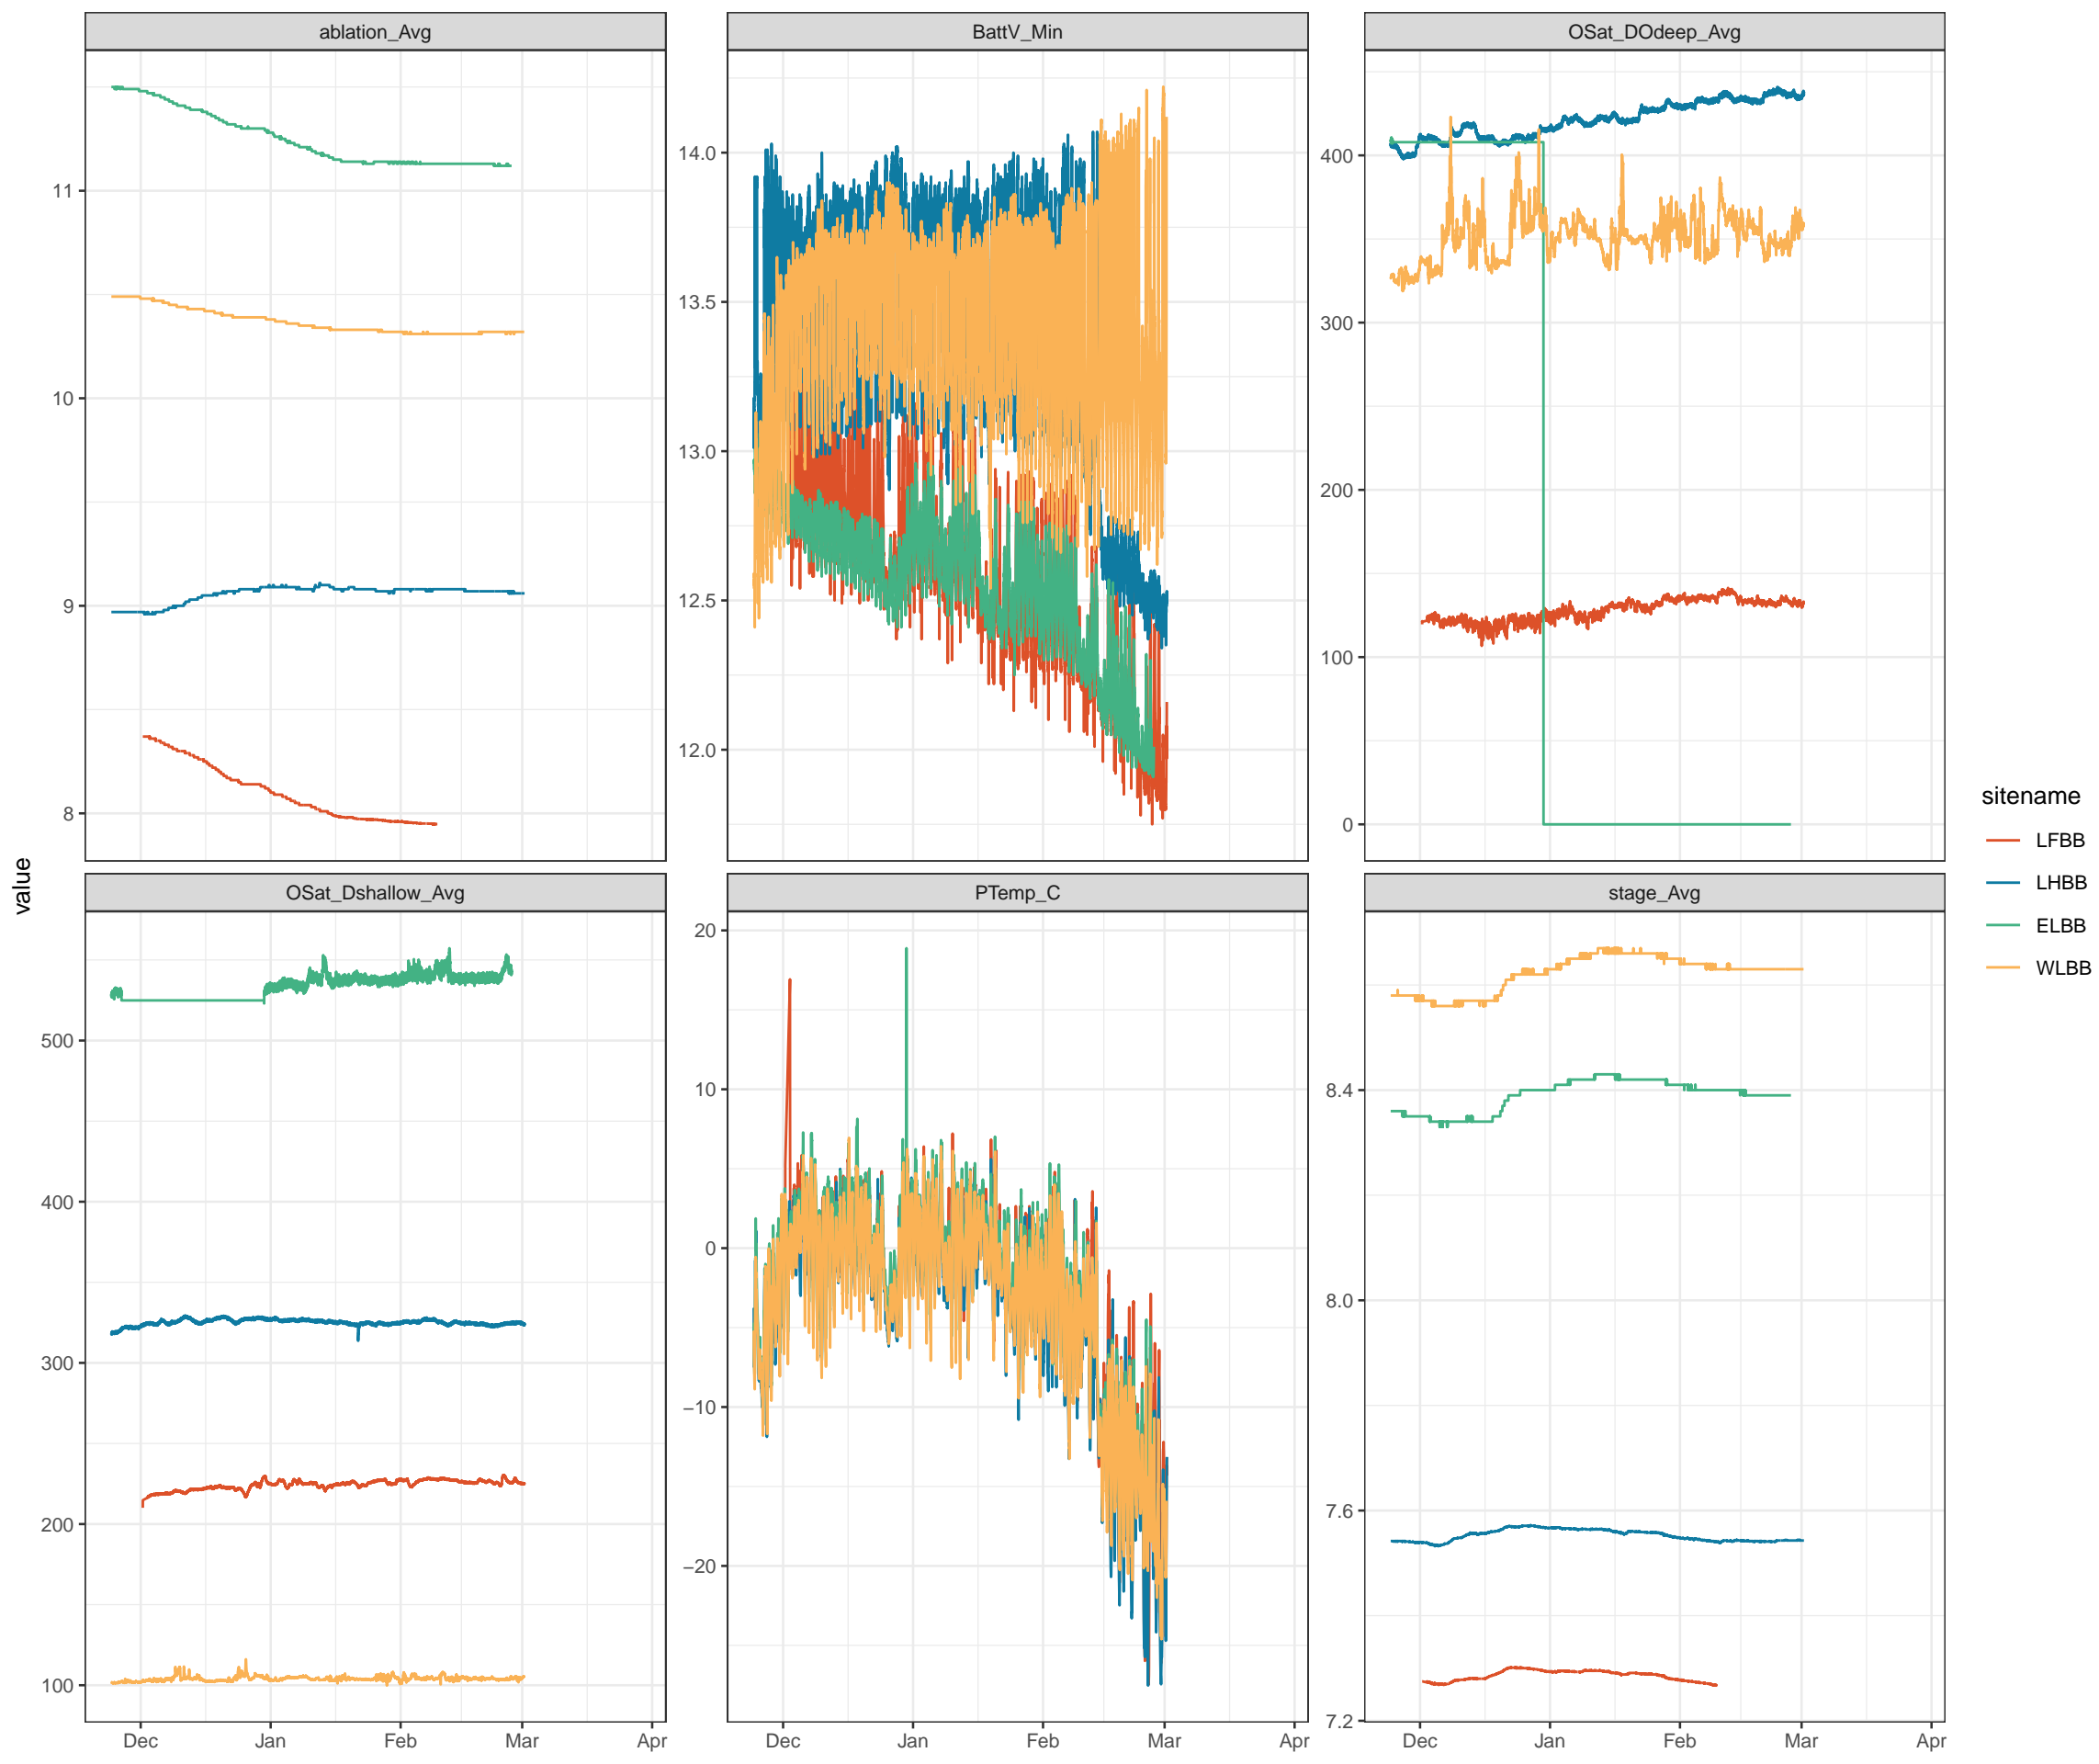 ablation_Avg
BattV_Min
OSat_DOdeep_Avg
11
10
9
8
14.0
13.5
13.0
12.5
12.0
400
300
200
100
0
value
OSat_Dshallow_Avg
PTemp_C
stage_Avg
500
400
300
200
100
20
10
0
−10
−20
8.4
8.0
7.6
7.2
Dec Jan Feb Mar Apr
Dec Jan Feb Mar Apr
Dec Jan Feb Mar Apr
sitename
LFBB
LHBB
ELBB
WLBB